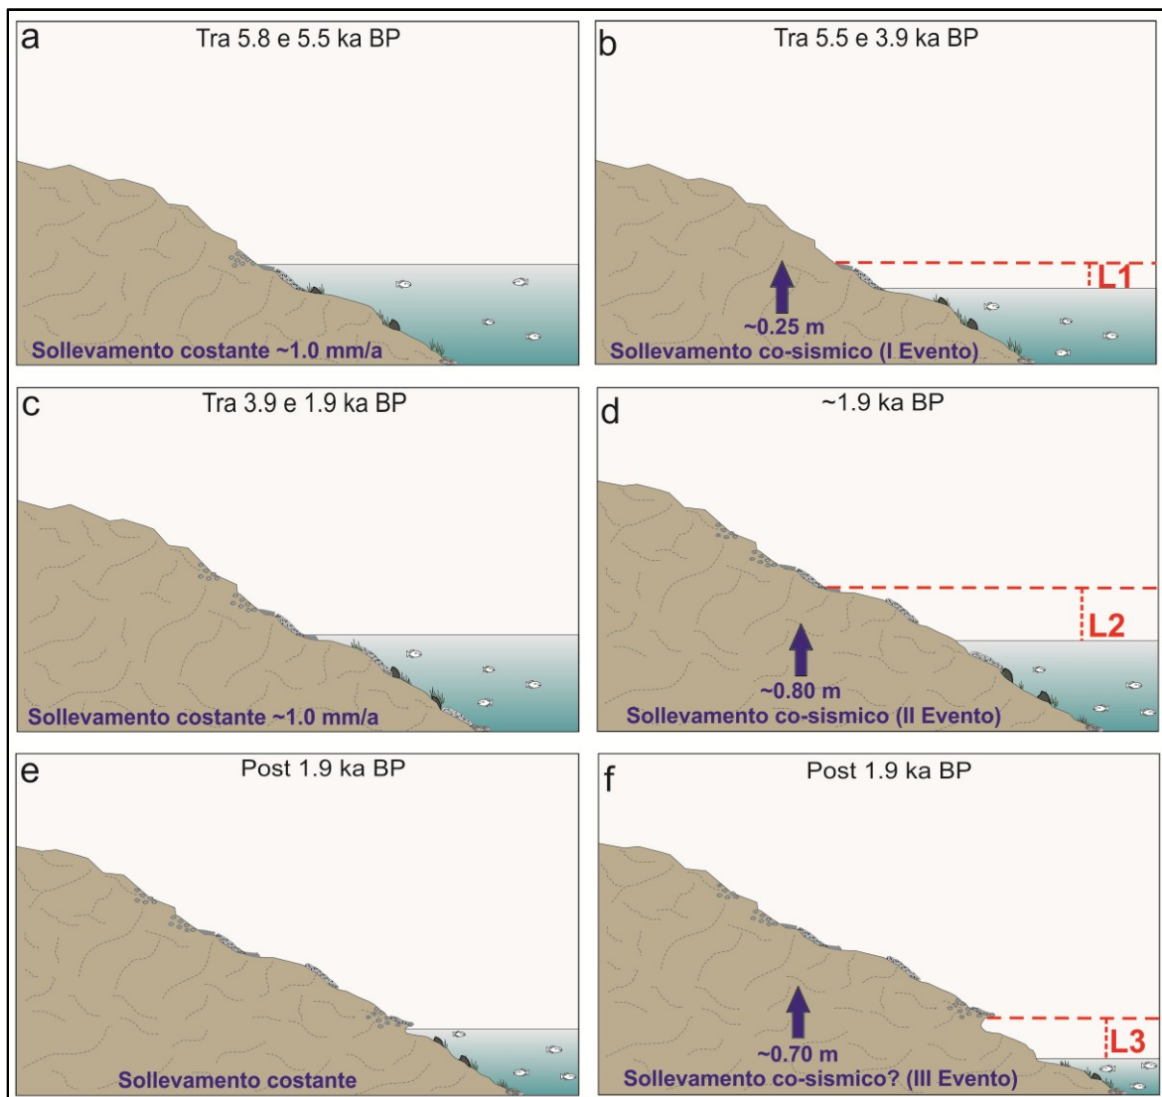 a
Tra 5.8 e 5.5 ka BP
Sollevamento costante ~1.0 mm/a
b
Tra 5.5 e 3.9 ka BP
L1
~0.25 m
Sollevamento co-sismico (I Evento)
c
Tra 3.9 e 1.9 ka BP
Sollevamento costante ~1.0 mm/a
d
~1.9 ka BP
L2
~0.80 m
Sollevamento co-sismico (II Evento)
e
Post 1.9 ka BP
Sollevamento costante
f
Post 1.9 ka BP
L3
~0.70 m
Sollevamento co-sismico? (III Evento)